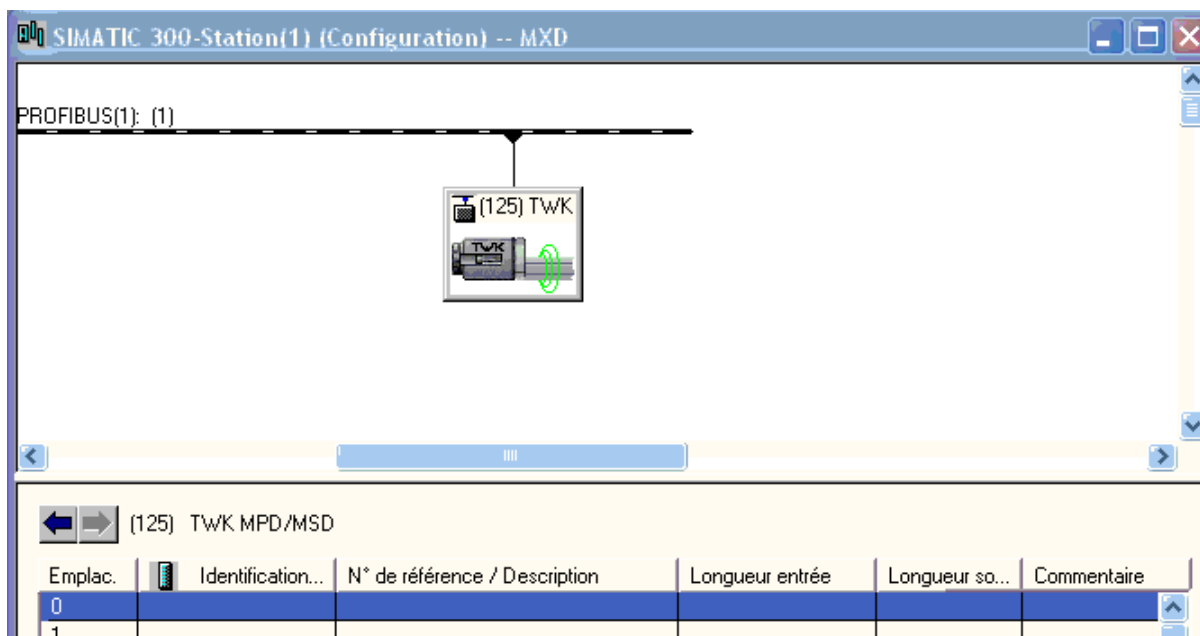 SIMATIC 300-Station(1) (Configuration) -- MXD
PROFIBUS(1): (1)
(125) TWK
TWK
(125) TWK MPD/MSD
Emplac. Identification... N° de référence / Description Longueur entrée Longueur so... Commentaire
0
1